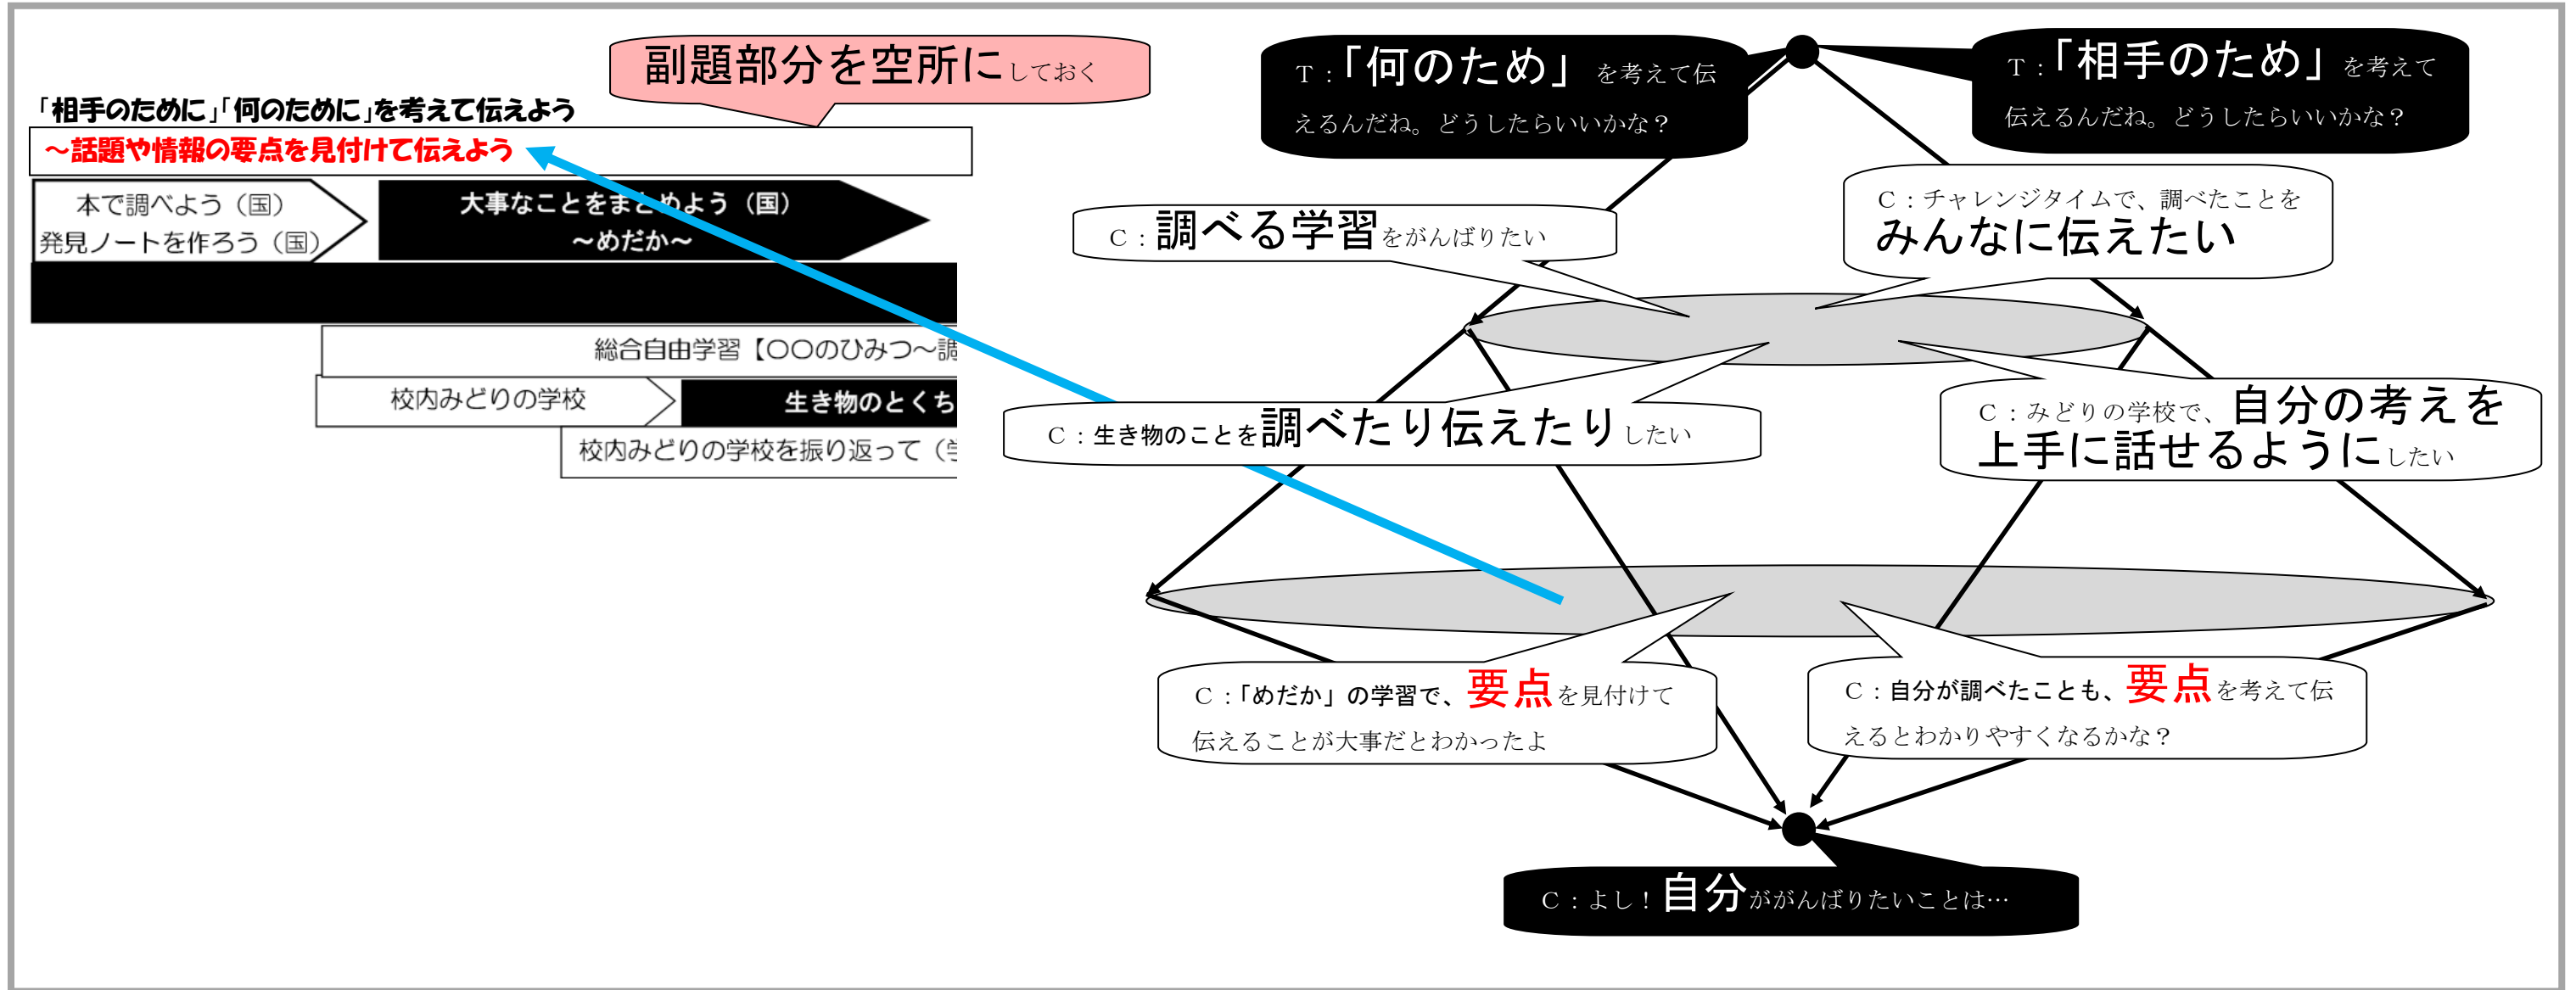 副題部分を空所にしておく
「相手のために」「何のために」を考えて伝えよう
～話題や情報の要点を見付けて伝えよう
本で調べよう（国）
発見ノートを作ろう（国）
大事なことをまとめよう（国）
～めだか～
総合自由学習【〇〇のひみつ～調
校内みどりの学校
生き物のとくち
校内みどりの学校を振り返って（学
Ｔ：「何のため」を考えて伝
えるんだね。どうしたらいいかな？
Ｔ：「相手のため」を考えて
伝えるんだね。どうしたらいいかな？
Ｃ：調べる学習をがんばりたい
Ｃ：チャレンジタイムで、調べたことを
みんなに伝えたい
Ｃ：生き物のことを調べたり伝えたりしたい
Ｃ：みどりの学校で、自分の考えを
上手に話せるようにしたい
Ｃ：「めだか」の学習で、要点を見付けて
伝えることが大事だとわかったよ
Ｃ：自分が調べたことも、要点を考えて伝
えるとわかりやすくなるかな？
Ｃ：よし！自分ががんばりたいことは…